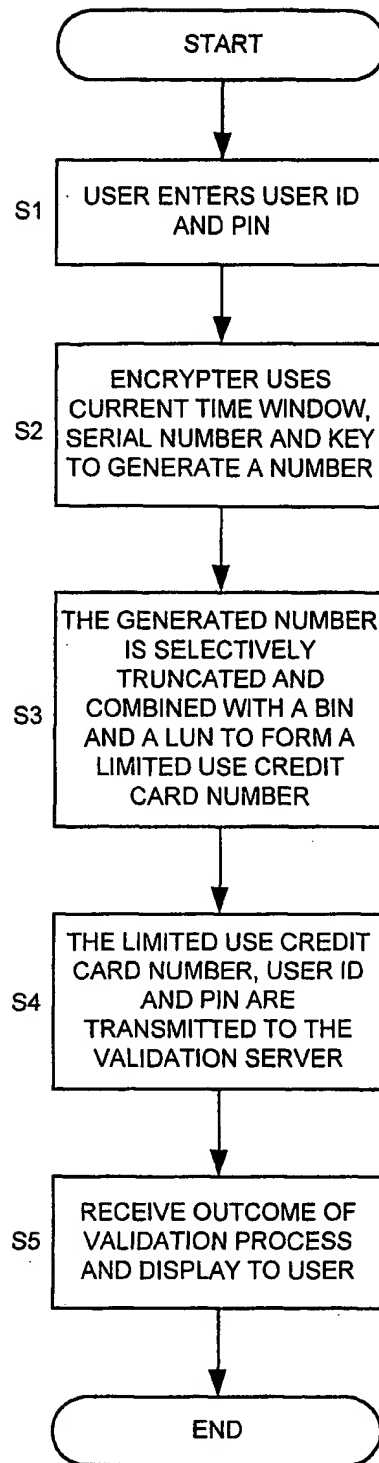 START
S1
USER ENTERS USER ID
AND PIN
S2
ENCRYPTER USES
CURRENT TIME WINDOW,
SERIAL NUMBER AND KEY
TO GENERATE A NUMBER
S3
THE GENERATED NUMBER
IS SELECTIVELY
TRUNCATED AND
COMBINED WITH A BIN
AND A LUN TO FORM A
LIMITED USE CREDIT
CARD NUMBER
S4
THE LIMITED USE CREDIT
CARD NUMBER, USER ID
AND PIN ARE
TRANSMITTED TO THE
VALIDATION SERVER
S5
RECEIVE OUTCOME OF
VALIDATION PROCESS
AND DISPLAY TO USER
END